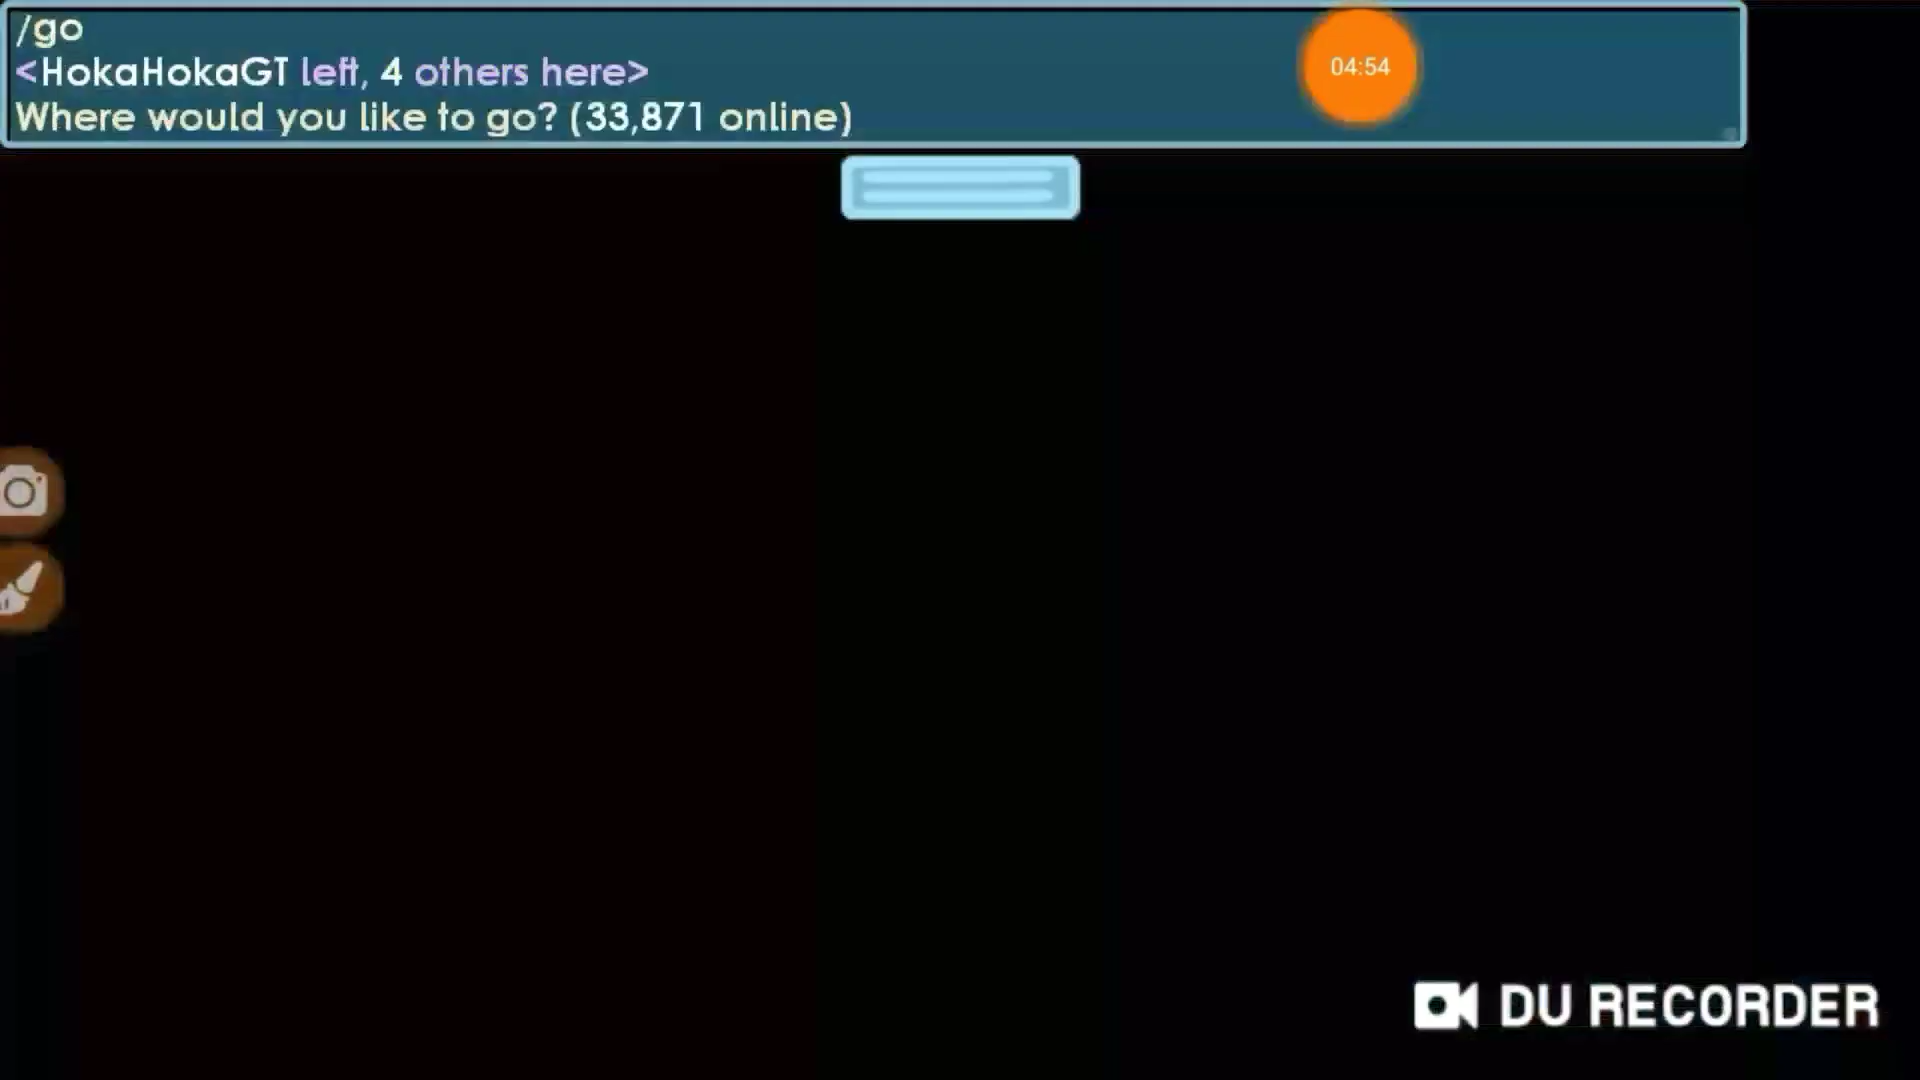 /go
<HokaHokaGT left, 4 others here>
Where would you like to go? (33,871 online)
04:54
DU RECORDER